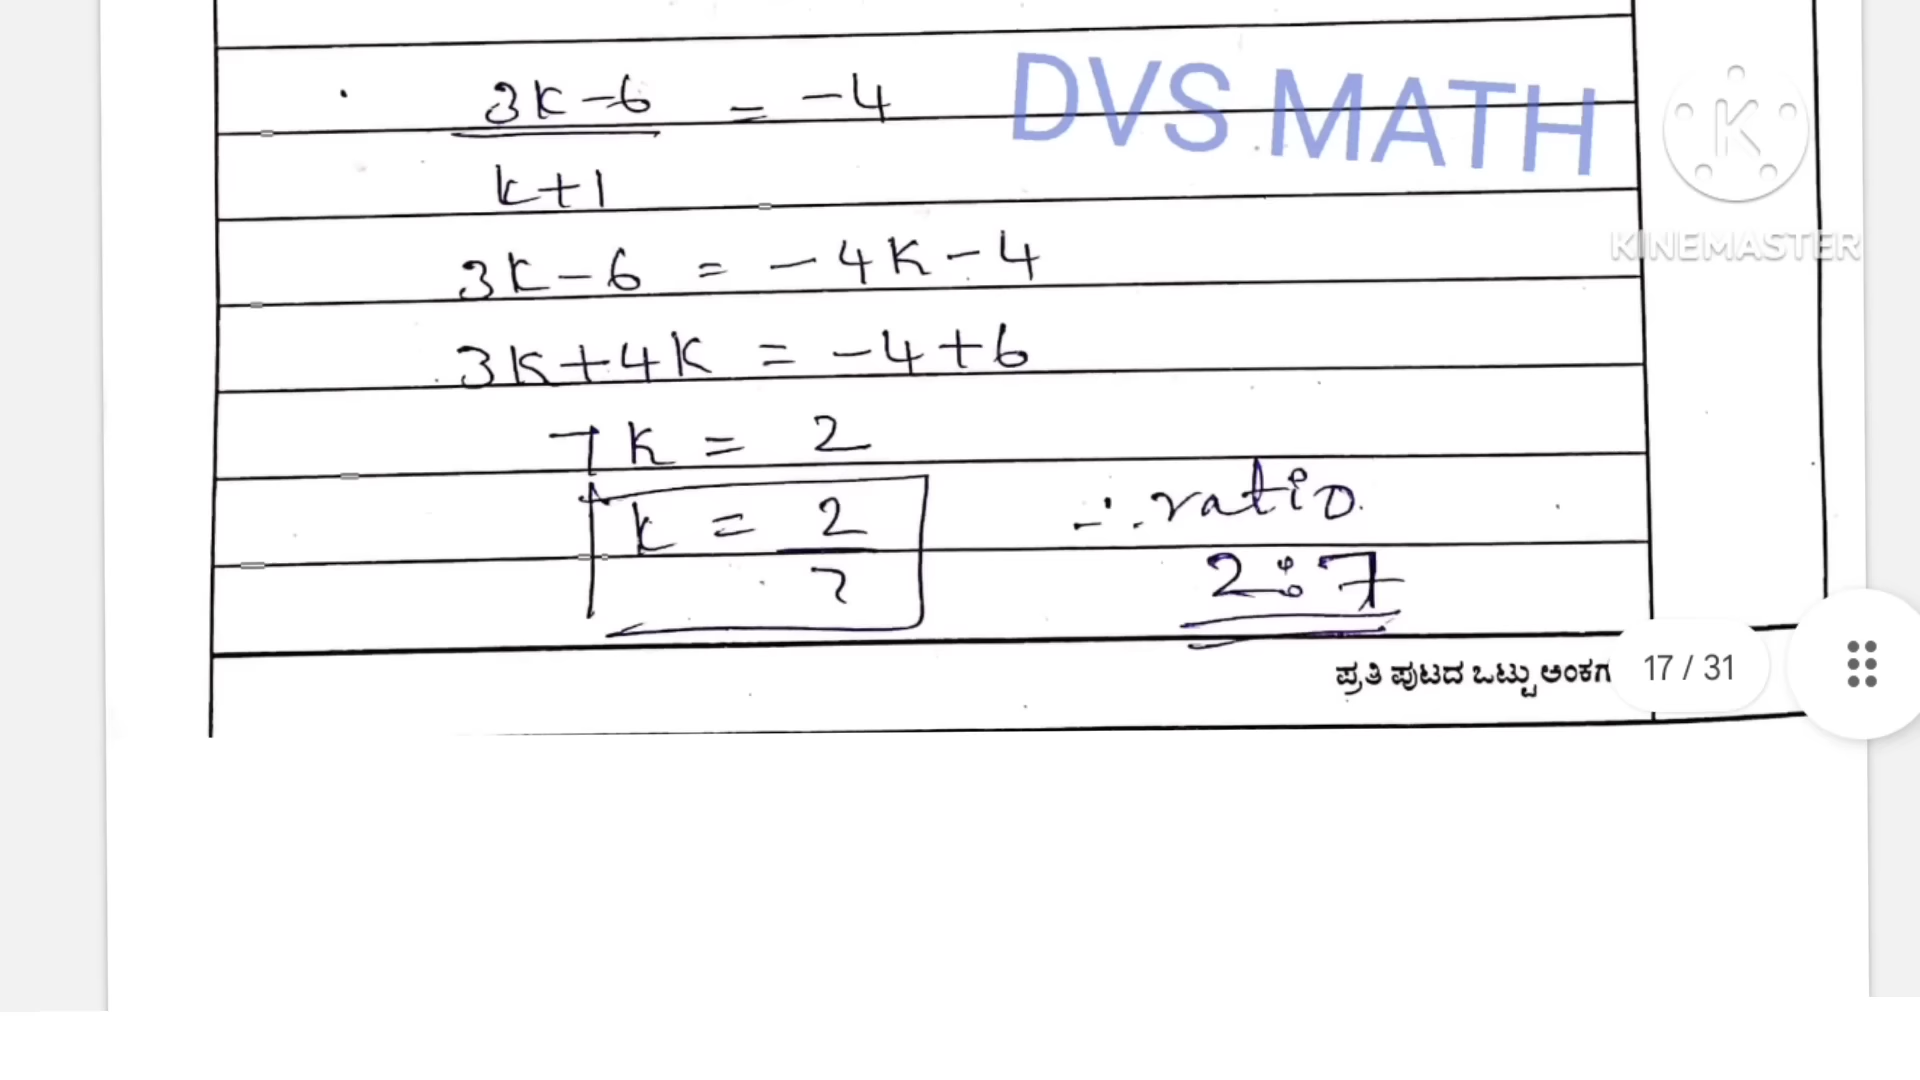 3k-6 = -4
k+1
DVS MATH
K
KINEMASTER
3k-6 = -4k-4
3k+4k = -4+6
7k = 2
k = 2
7
∴ ratio
2:7
ಪ್ರತಿ ಪುಟದ ಒಟ್ಟು ಅಂಕಗ
17 / 31